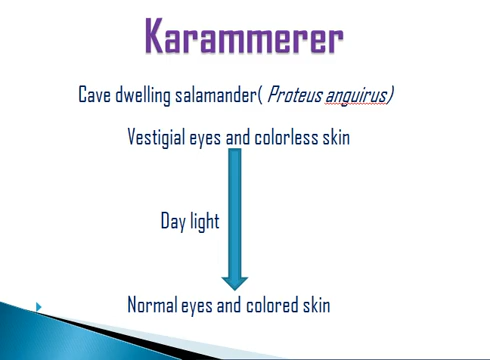 Karammerer
Cave dwelling salamander( Proteus anguirus)
Vestigial eyes and colorless skin
Day light
Normal eyes and colored skin